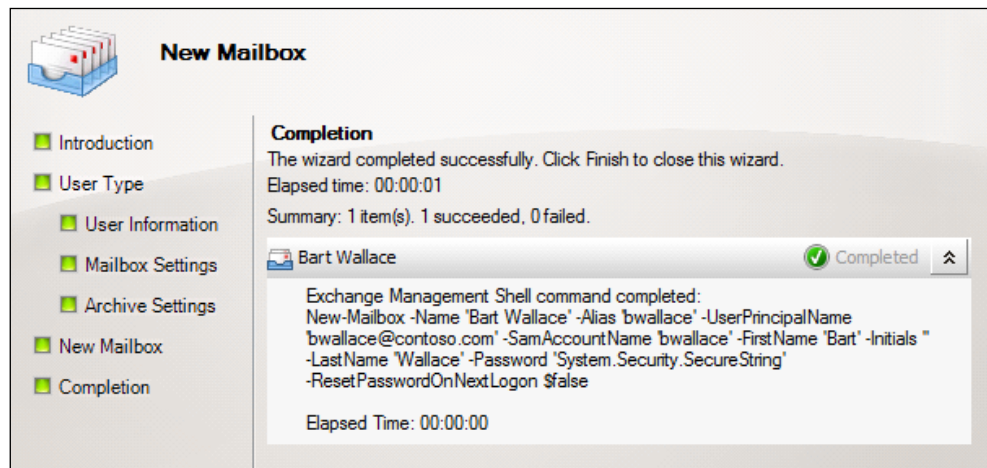 New Mailbox
Introduction
User Type
User Information
Mailbox Settings
Archive Settings
New Mailbox
Completion
Completion
The wizard completed successfully. Click Finish to close this wizard.
Elapsed time: 00:00:01
Summary: 1 item(s). 1 succeeded, 0 failed.
Bart Wallace
Completed
Exchange Management Shell command completed:
New-Mailbox -Name 'Bart Wallace' -Alias 'bwallace' -UserPrincipalName
'bwallace@contoso.com' -SamAccountName 'bwallace' -FirstName 'Bart' -Initials ''
-LastName 'Wallace' -Password 'System.Security.SecureString'
-ResetPasswordOnNextLogon $false
Elapsed Time: 00:00:00